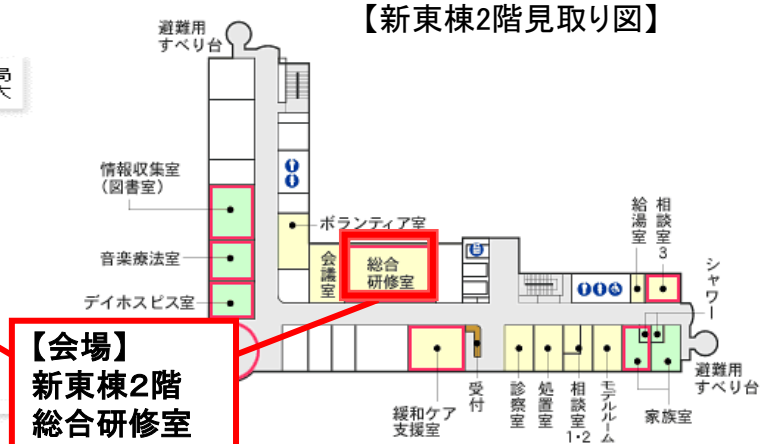 【新東棟2階見取り図】
避難用
すべり台
情報収集室
（図書室）
音楽療法室
デイホスピス室
ボランティア室
会議室
総合
研修室
給湯室
相談室3
シャワー
避難用
すべり台
家族室
モデルルーム
相談室1・2
処置室
診察室
受付
緩和ケア
支援室
【会場】
新東棟2階
総合研修室